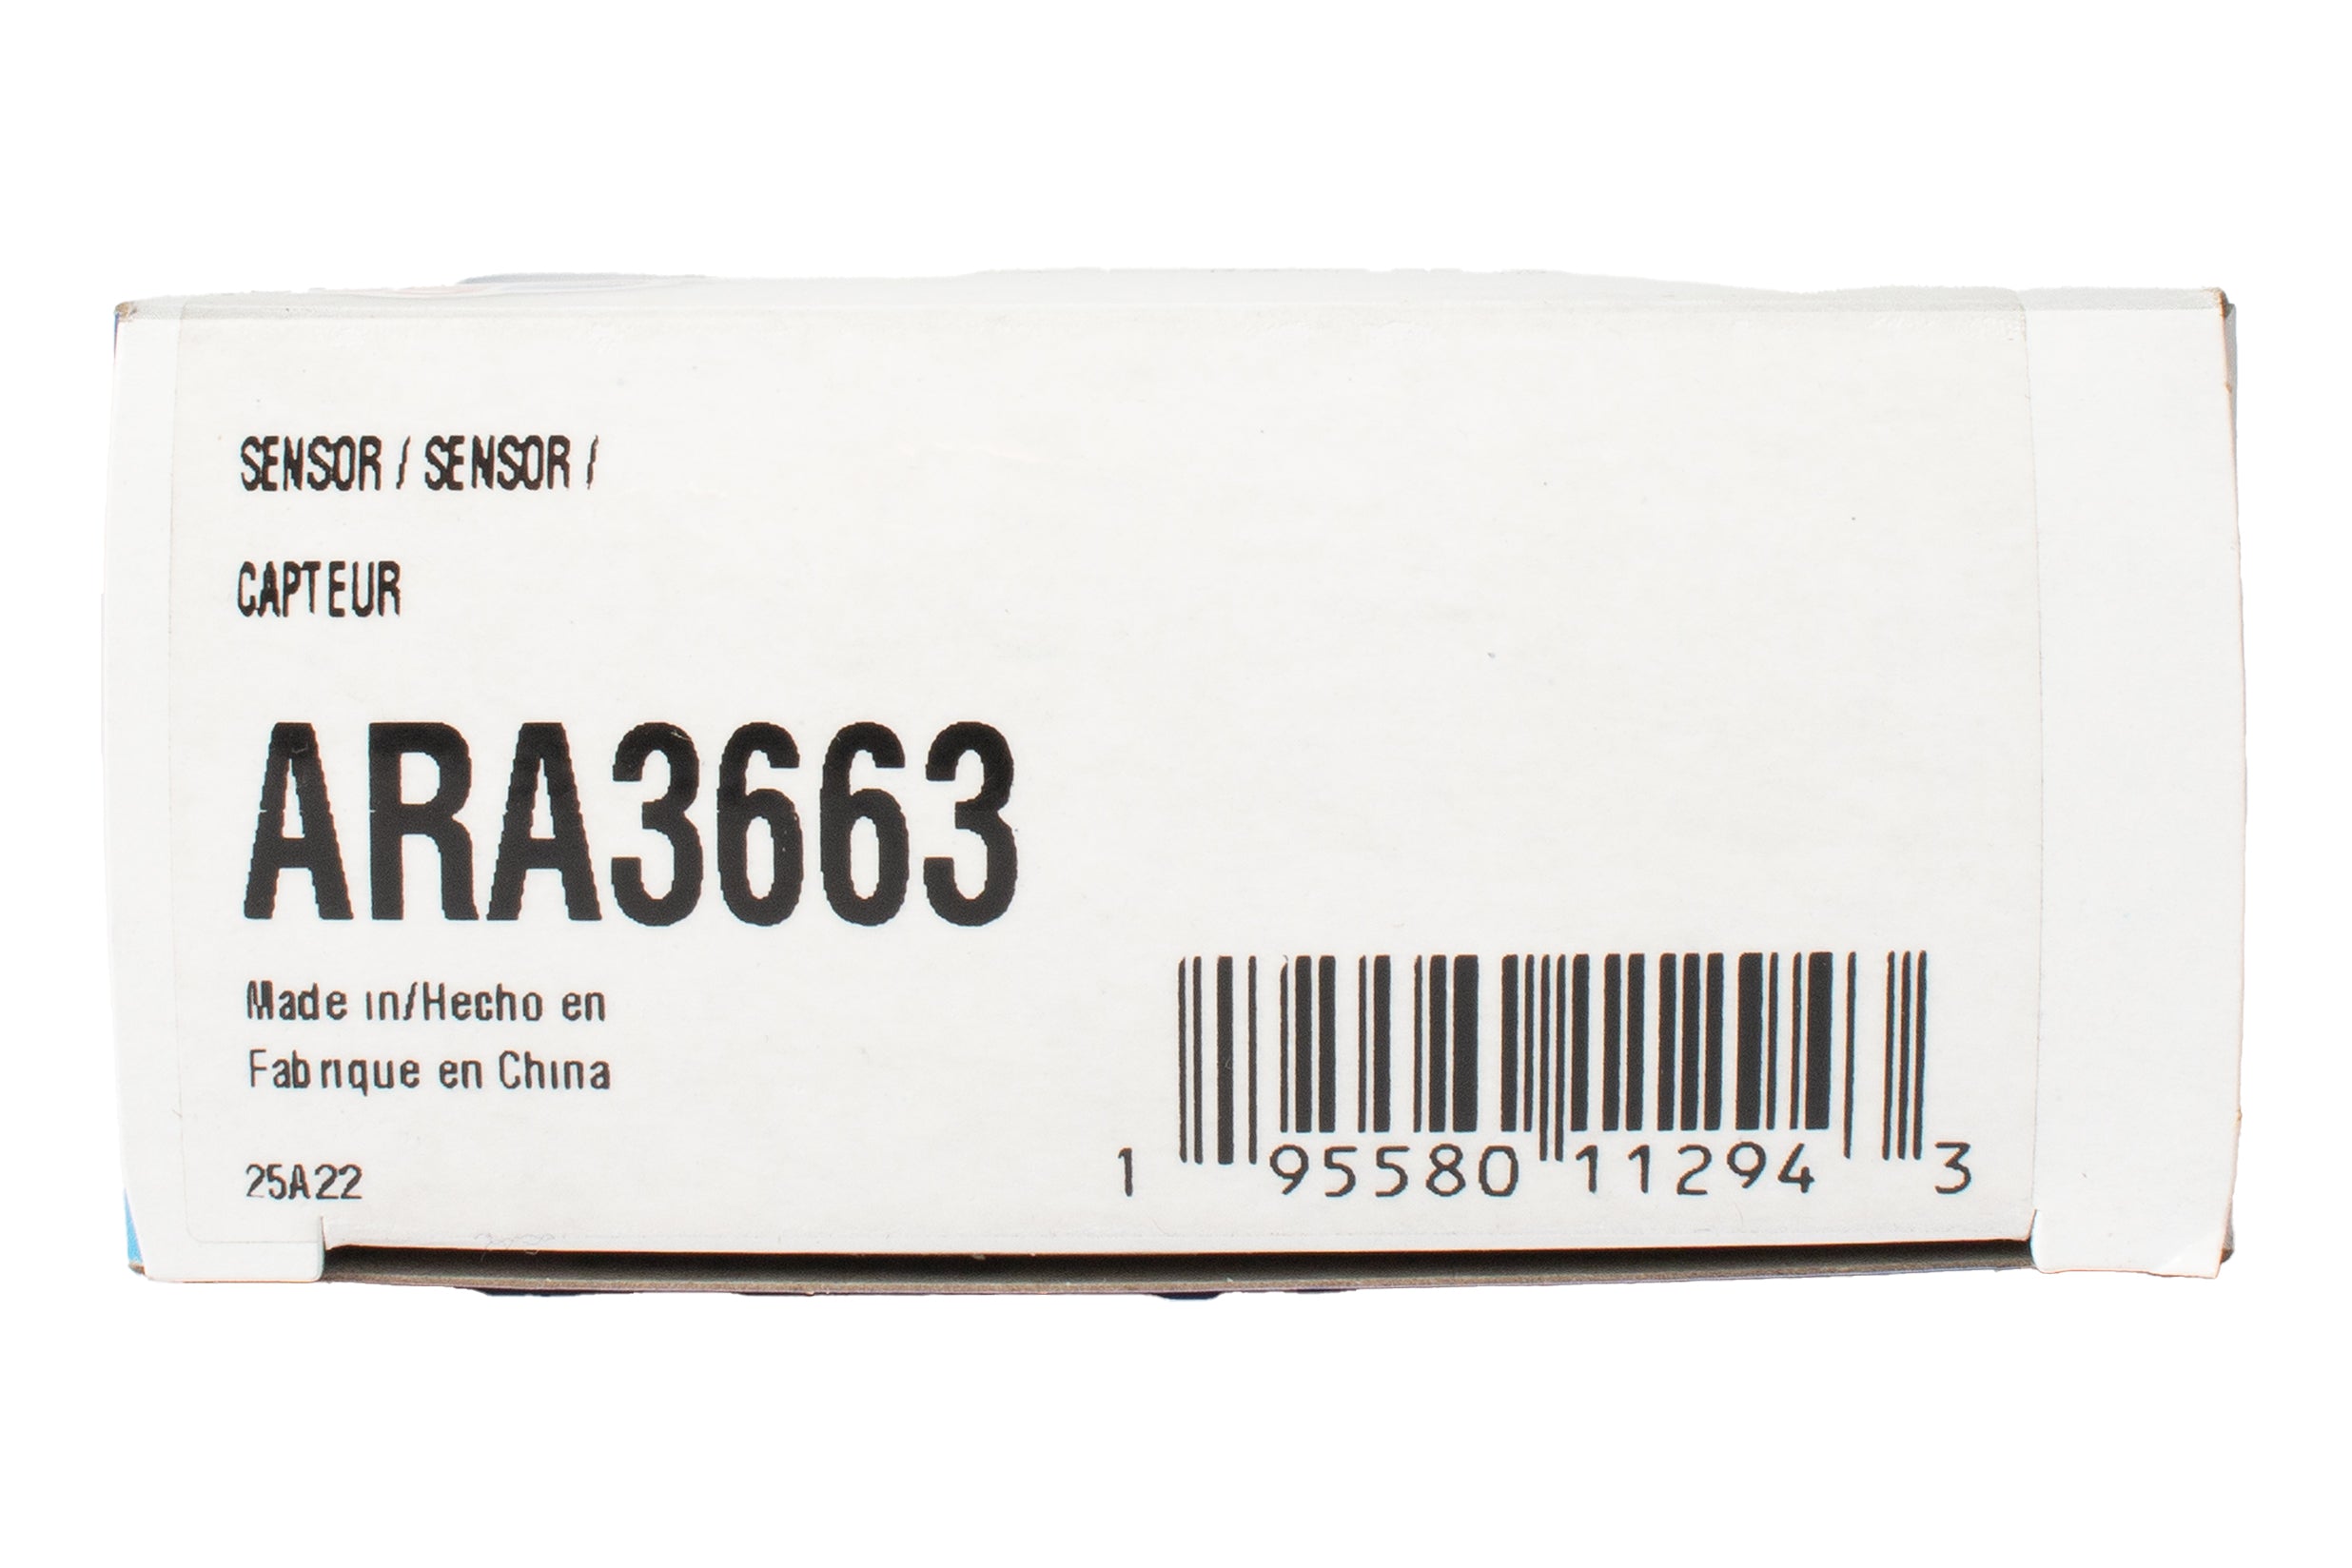 SENSOR / SENSOR /
CAPTEUR
ARA3663
Made in/Hecho en
Fabrique en China
25A22
1 95580 11294 3